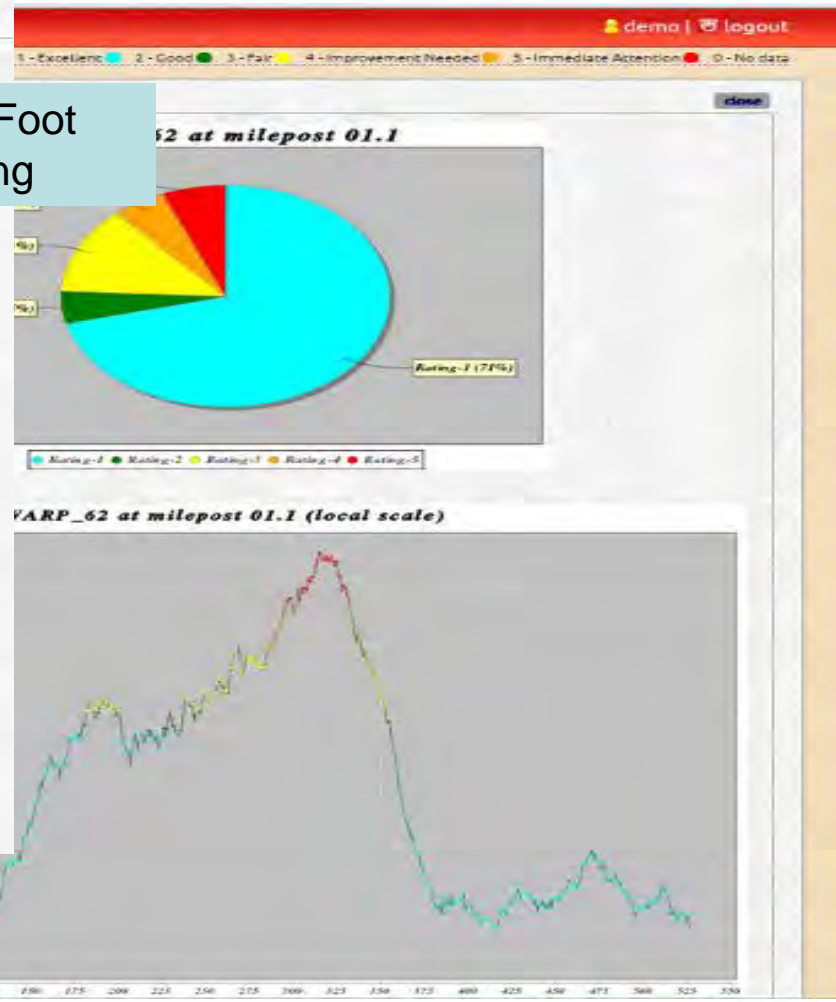 demo | logout
1 - Excellent 2 - Good 3 - Fair 4 - Improvement Needed 5 - Immediate Attention 0 - No data
close
Foot
ng
62 at milepost 01.1
%)
%)
Rating-1 (71%)
Rating-1 Rating-2 Rating-3 Rating-4 Rating-5
WARP_62 at milepost 01.1 (local scale)
150 175 200 225 250 275 300 325 350 375 400 425 450 475 500 525 550